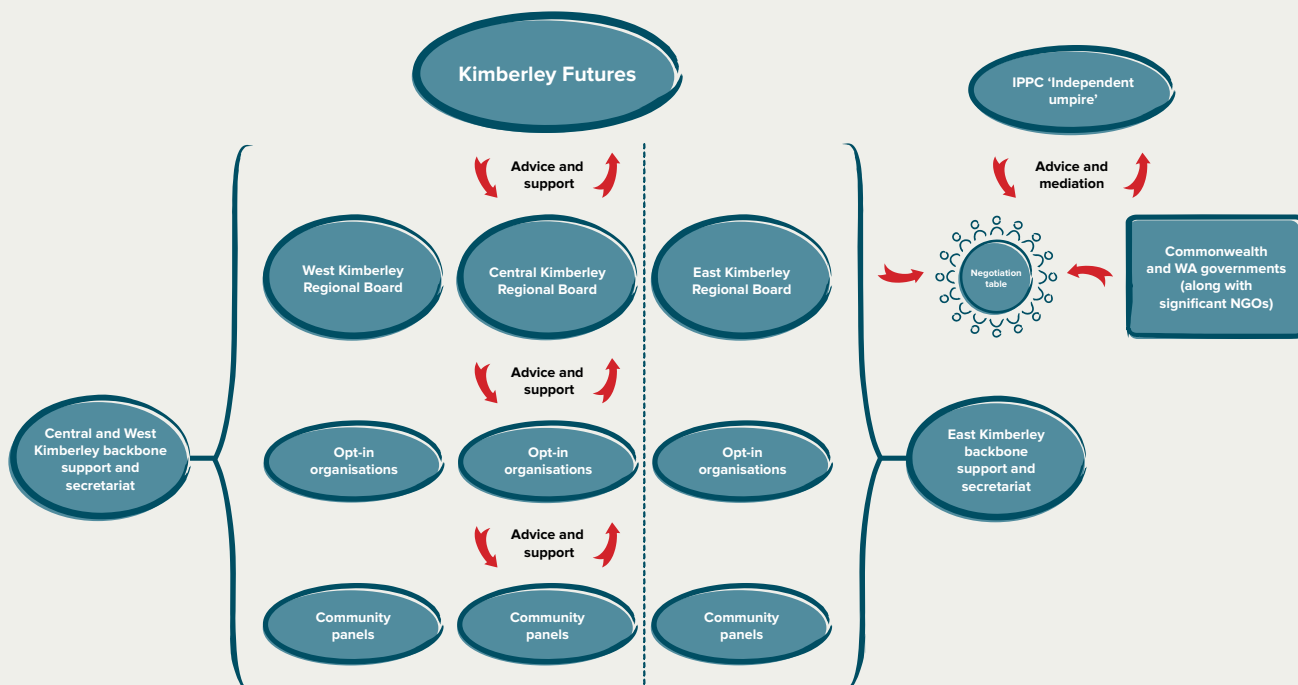 Kimberley Futures
IPPC ‘Independent
umpire’
Advice and
support
Advice and
mediation
West Kimberley
Regional Board
Central Kimberley
Regional Board
East Kimberley
Regional Board
Negotiation
table
Commonwealth
and WA governments
(along with
significant NGOs)
Advice and
support
Central and West
Kimberley backbone
support and
secretariat
Opt-in
organisations
Opt-in
organisations
Opt-in
organisations
East Kimberley
backbone
support and
secretariat
Advice and
support
Community
panels
Community
panels
Community
panels